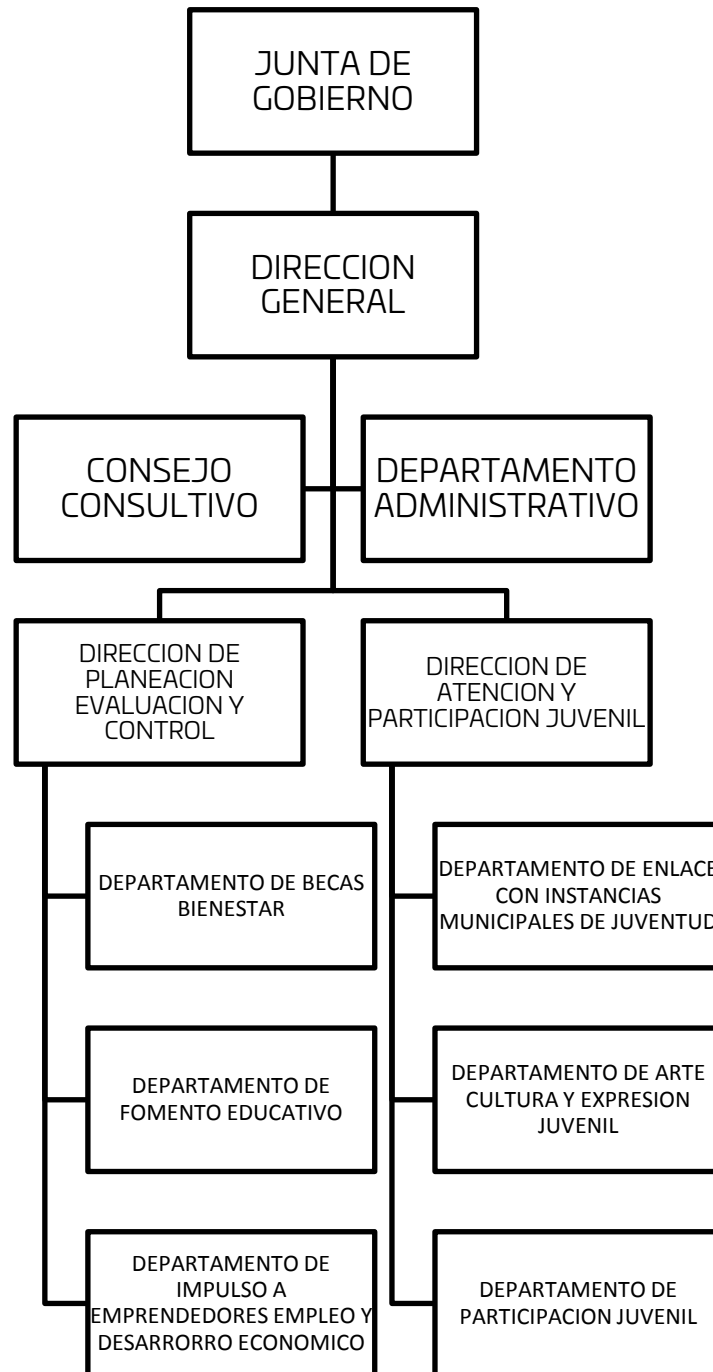 JUNTA DE
GOBIERNO
DIRECCION
GENERAL
CONSEJO
CONSULTIVO
DEPARTAMENTO
ADMINISTRATIVO
DIRECCION DE
PLANEACION
EVALUACION Y
CONTROL
DIRECCION DE
ATENCION Y
PARTICIPACION JUVENIL
DEPARTAMENTO DE BECAS
BIENESTAR
DEPARTAMENTO DE ENLACE
CON INSTANCIAS
MUNICIPALES DE JUVENTUD
DEPARTAMENTO DE
FOMENTO EDUCATIVO
DEPARTAMENTO DE ARTE
CULTURA Y EXPRESION
JUVENIL
DEPARTAMENTO DE
IMPULSO A
EMPRENDEDORES EMPLEO Y
DESARRORRO ECONOMICO
DEPARTAMENTO DE
PARTICIPACION JUVENIL